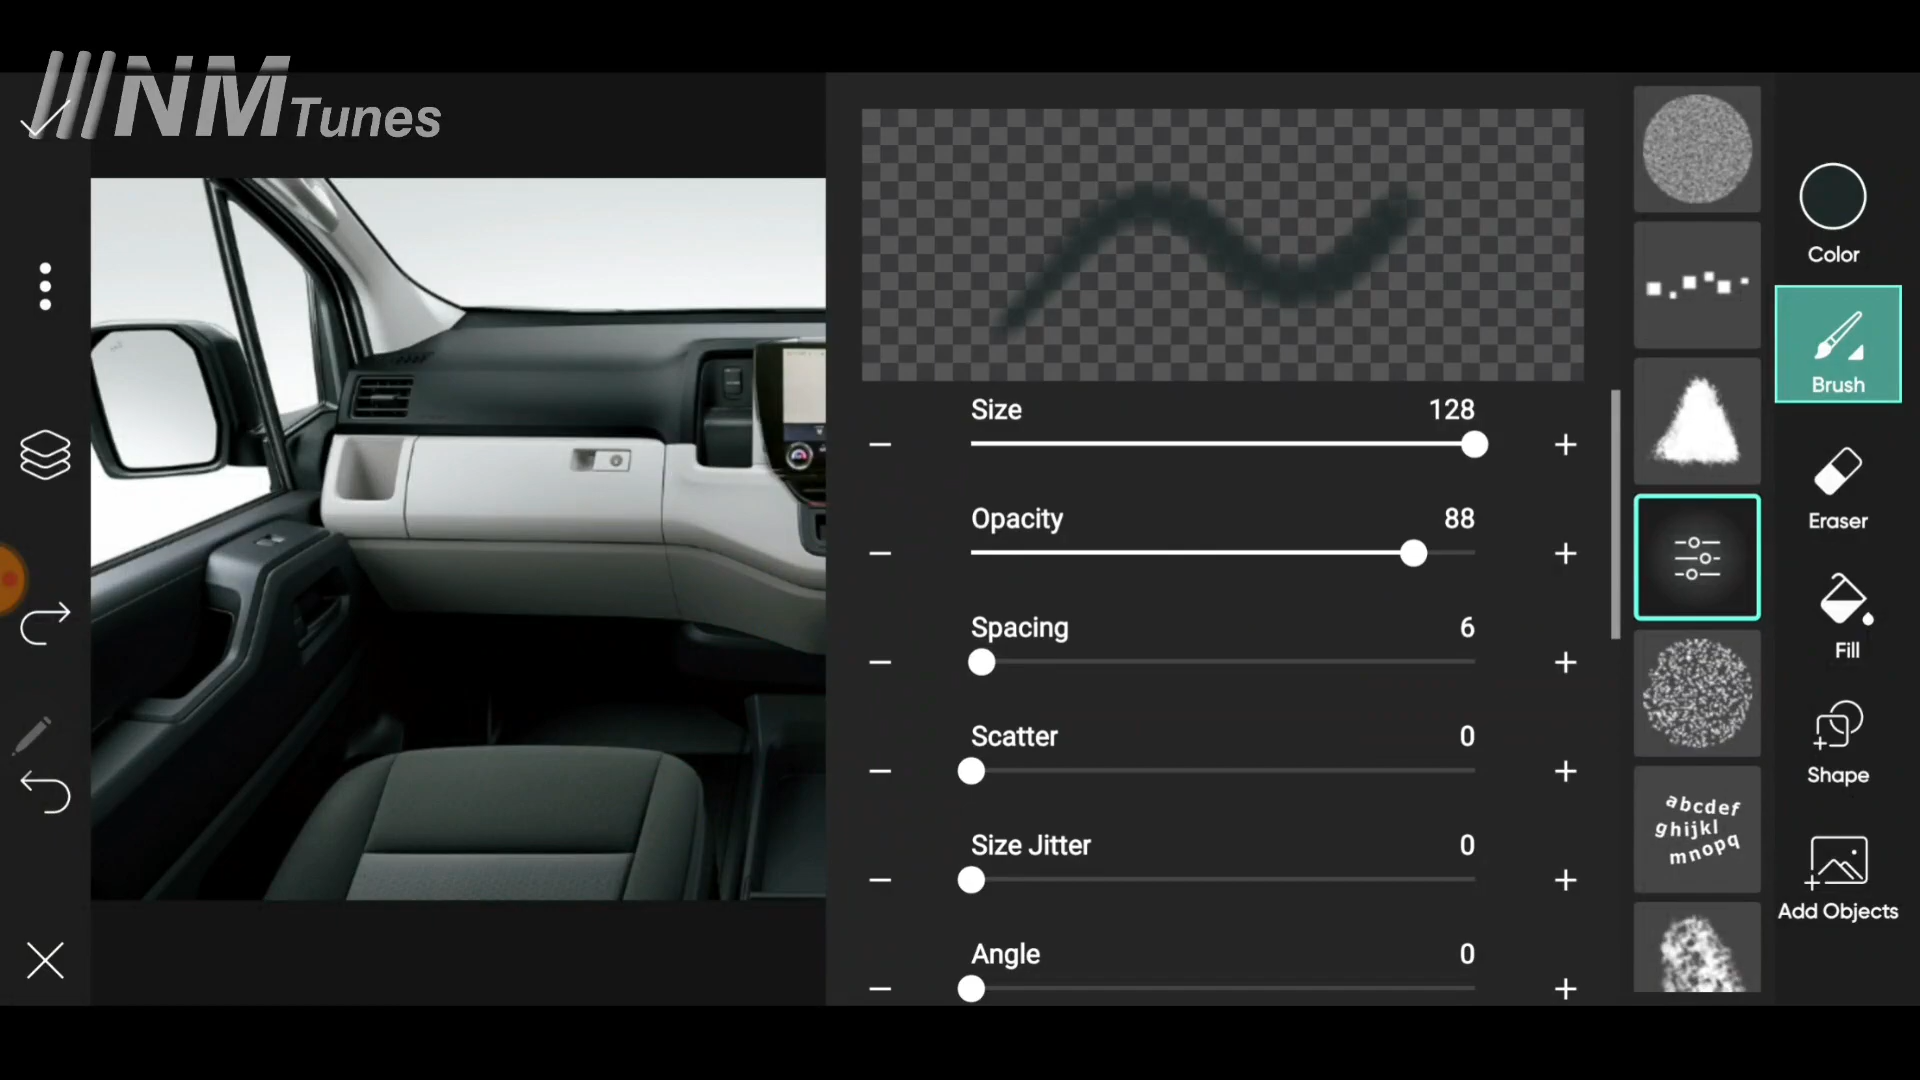 NM Tunes
Size 128
Opacity 88
Spacing 6
Scatter 0
Size Jitter 0
Angle 0
abcdef
ghijkl
mnopq
Color
Brush
Eraser
Fill
Shape
Add Objects